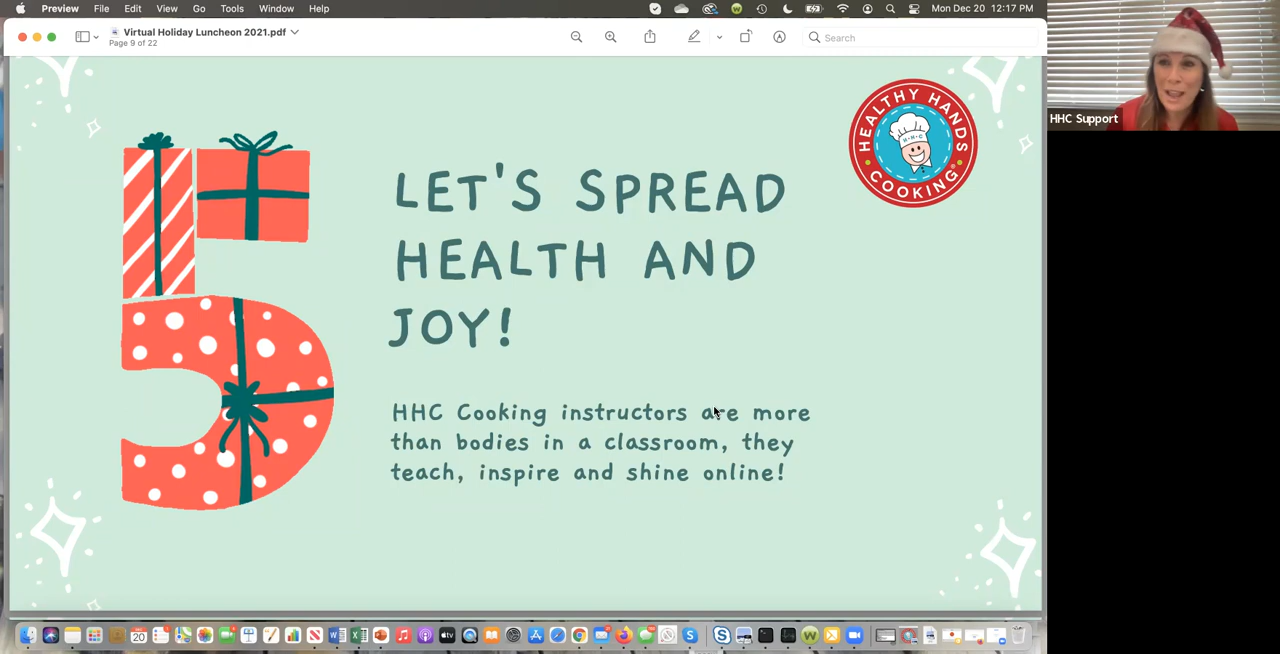 Preview File Edit View Go Tools Window Help Mon Dec 20 12:17 PM
Virtual Holiday Luncheon 2021.pdf
Page 9 of 22
Search
HHC Support
HEALTHY HANDS
H·H·C
COOKING
5
LET'S SPREAD
HEALTH AND
JOY!
HHC Cooking instructors are more
than bodies in a classroom, they
teach, inspire and shine online!